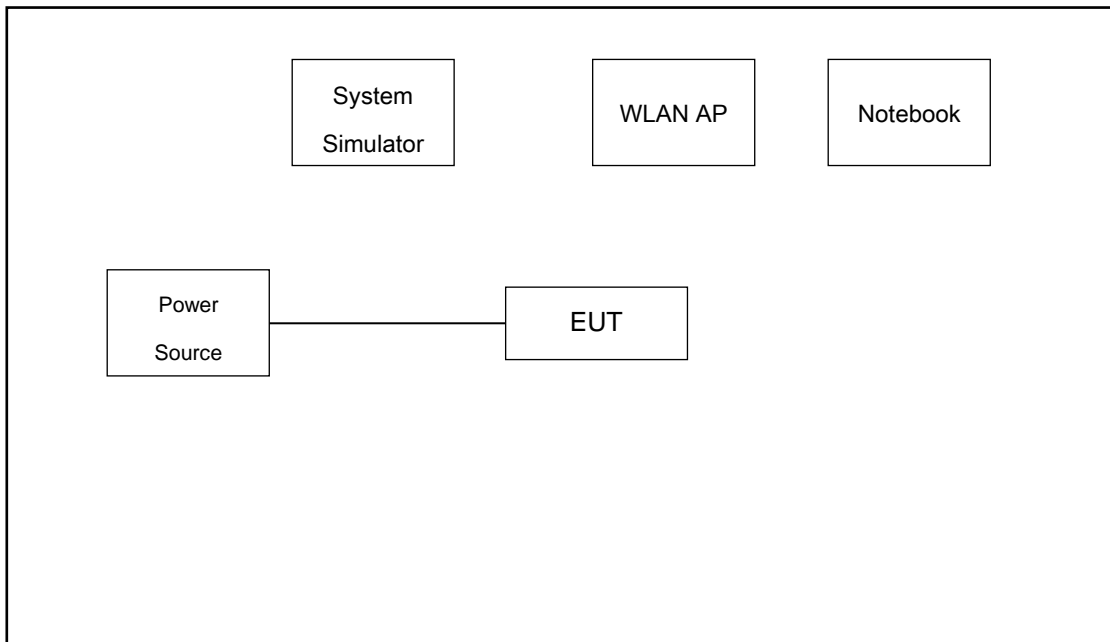 System
Simulator
WLAN AP
Notebook
Power
Source
EUT